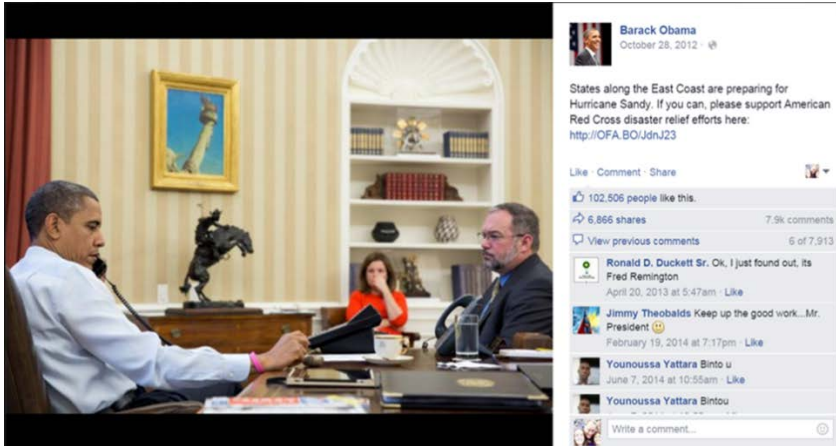 Barack Obama
October 28, 2012 ·
States along the East Coast are preparing for
Hurricane Sandy. If you can, please support American
Red Cross disaster relief efforts here:
http://OFA.BO/JdnJ23
Like · Comment · Share
102,506 people like this.
6,866 shares 7.9k comments
View previous comments 6 of 7,913
Ronald D. Duckett Sr. Ok, I just found out, its
Fred Remington
April 20, 2013 at 5:47am · Like
Jimmy Theobalds Keep up the good work...Mr.
President
February 19, 2014 at 7:17pm · Like
Younoussa Yattara Binto u
June 7, 2014 at 10:55am · Like
Younoussa Yattara Bintou
Write a comment...